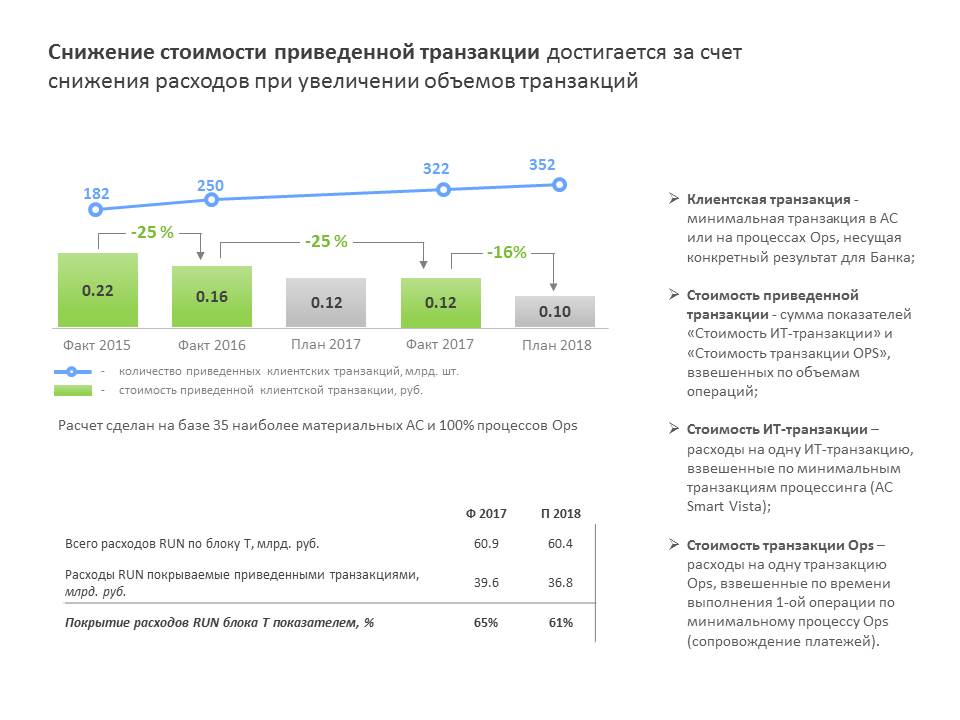 Снижение стоимости приведенной транзакции достигается за счет
снижения расходов при увеличении объемов транзакций
182
250
322
352
-25 %
-25 %
-16%
0.22
0.16
0.12
0.12
0.10
Факт 2015
Факт 2016
План 2017
Факт 2017
План 2018
- количество приведенных клиентских транзакций, млрд. шт.
- стоимость приведенной клиентской транзакции, руб.
Расчет сделан на базе 35 наиболее материальных АС и 100% процессов Ops
Ф 2017 П 2018
Всего расходов RUN по блоку Т, млрд. руб. 60.9 60.4
Расходы RUN покрываемые приведенными транзакциями,
млрд. руб. 39.6 36.8
Покрытие расходов RUN блока Т показателем, % 65% 61%
➢ Клиентская транзакция -
минимальная транзакция в АС
или на процессах Ops, несущая
конкретный результат для Банка;
➢ Стоимость приведенной
транзакции - сумма показателей
«Стоимость ИТ-транзакции» и
«Стоимость транзакции OPS»,
взвешенных по объемам
операций;
➢ Стоимость ИТ-транзакции –
расходы на одну ИТ-транзакцию,
взвешенные по минимальным
транзакциям процессинга (АС
Smart Vista);
➢ Стоимость транзакции Ops –
расходы на одну транзакцию
Ops, взвешенные по времени
выполнения 1-ой операции по
минимальному процессу Ops
(сопровождение платежей).